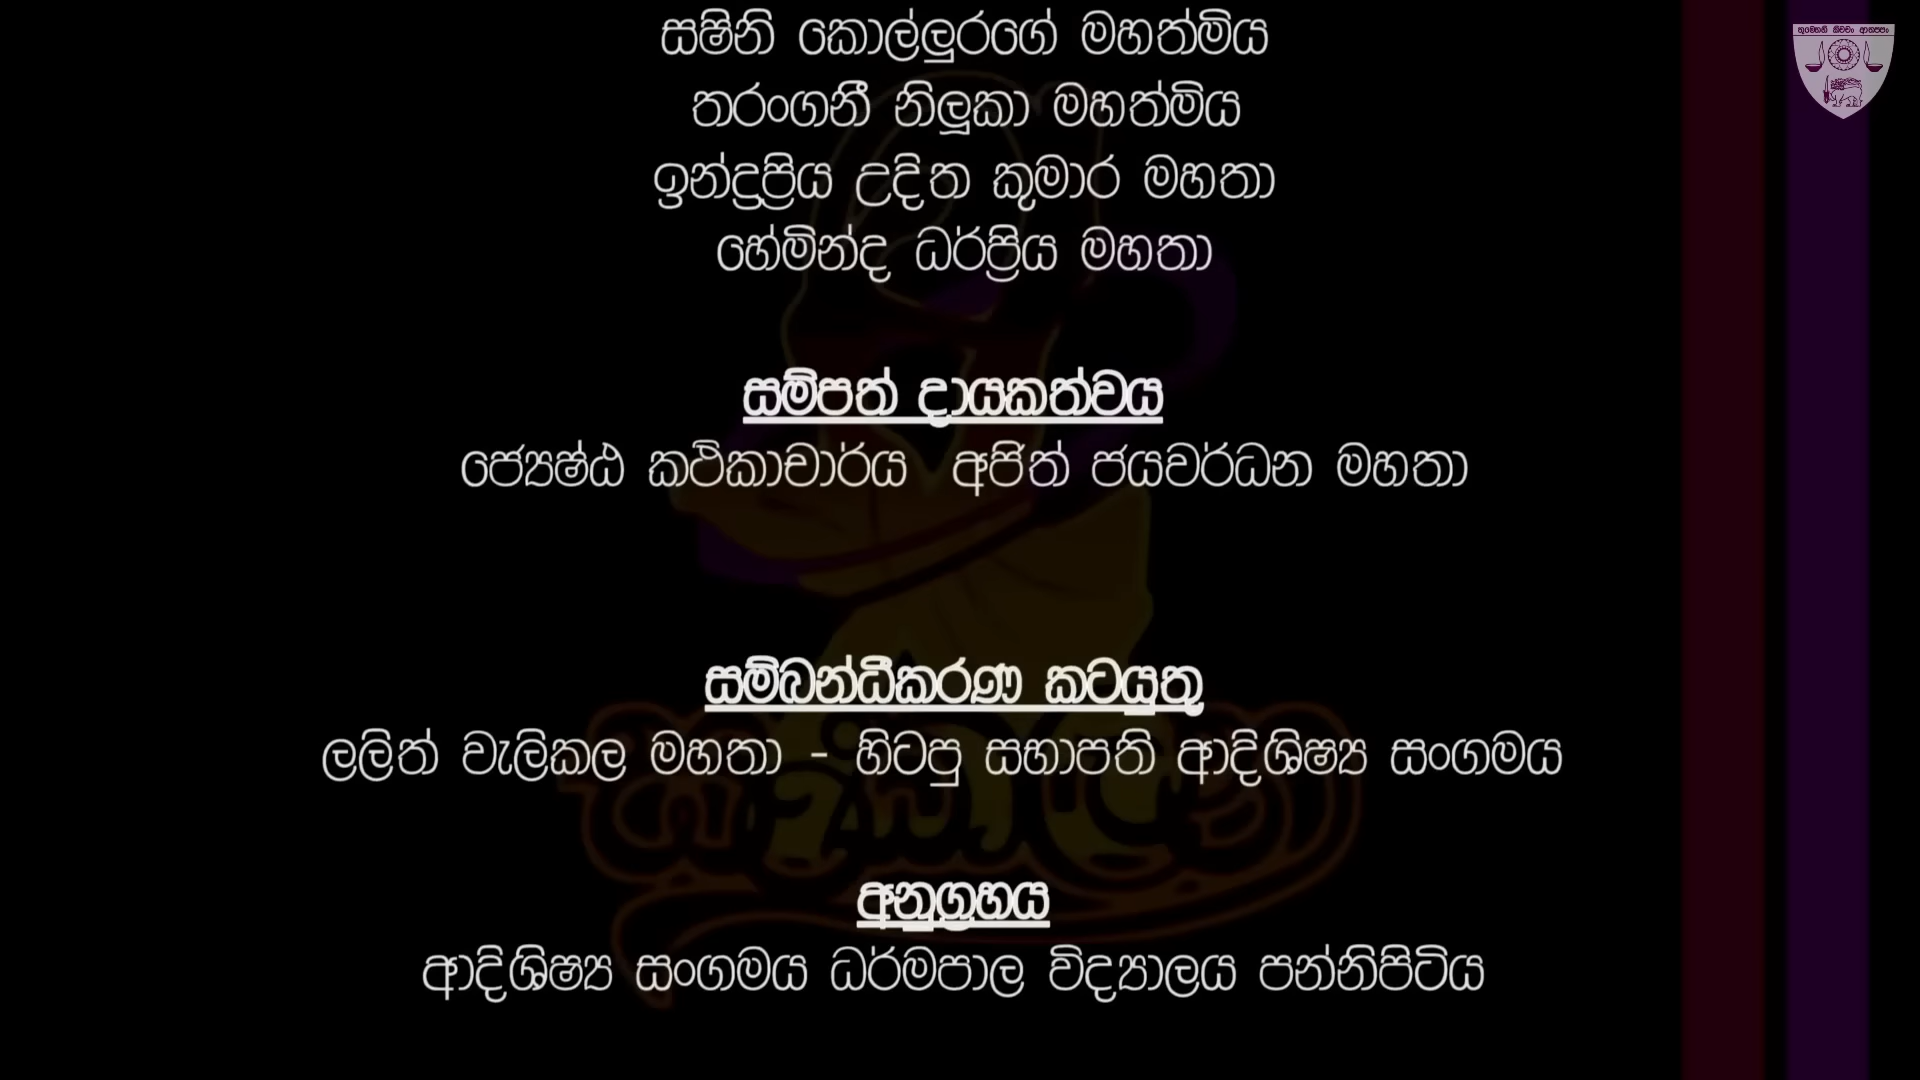 සෂිනි කොල්ලුරගේ මහත්මිය
තරංගනී නිලූකා මහත්මිය
ඉන්ද්‍රප්‍රිය උදිත කුමාර මහතා
හේමින්ද ධර්ප්‍රිය මහතා
සම්පත් දායකත්වය
ජ්‍යෙෂ්ඨ කථිකාචාර්ය අජිත් ජයවර්ධන මහතා
සම්බන්ධීකරණ කටයුතු
ලලිත් වැලිකල මහතා - හිටපු සභාපති ආදිශිෂ්‍ය සංගමය
අනුග්‍රහය
ආදිශිෂ්‍ය සංගමය ධර්මපාල විද්‍යාලය පන්නිපිටිය